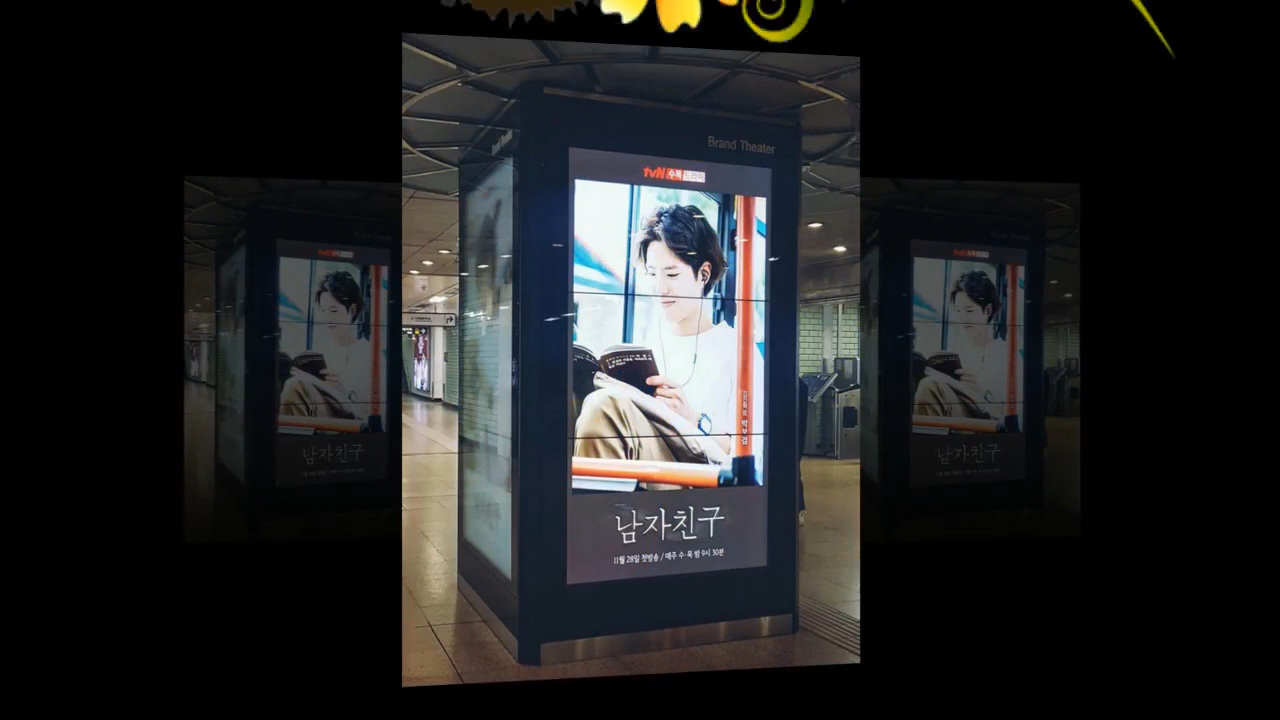 Brand Theater
tvN 수목 드라마
박보검
남자친구
11월 28일 첫방송 / 매주 수·목 밤 9시 30분